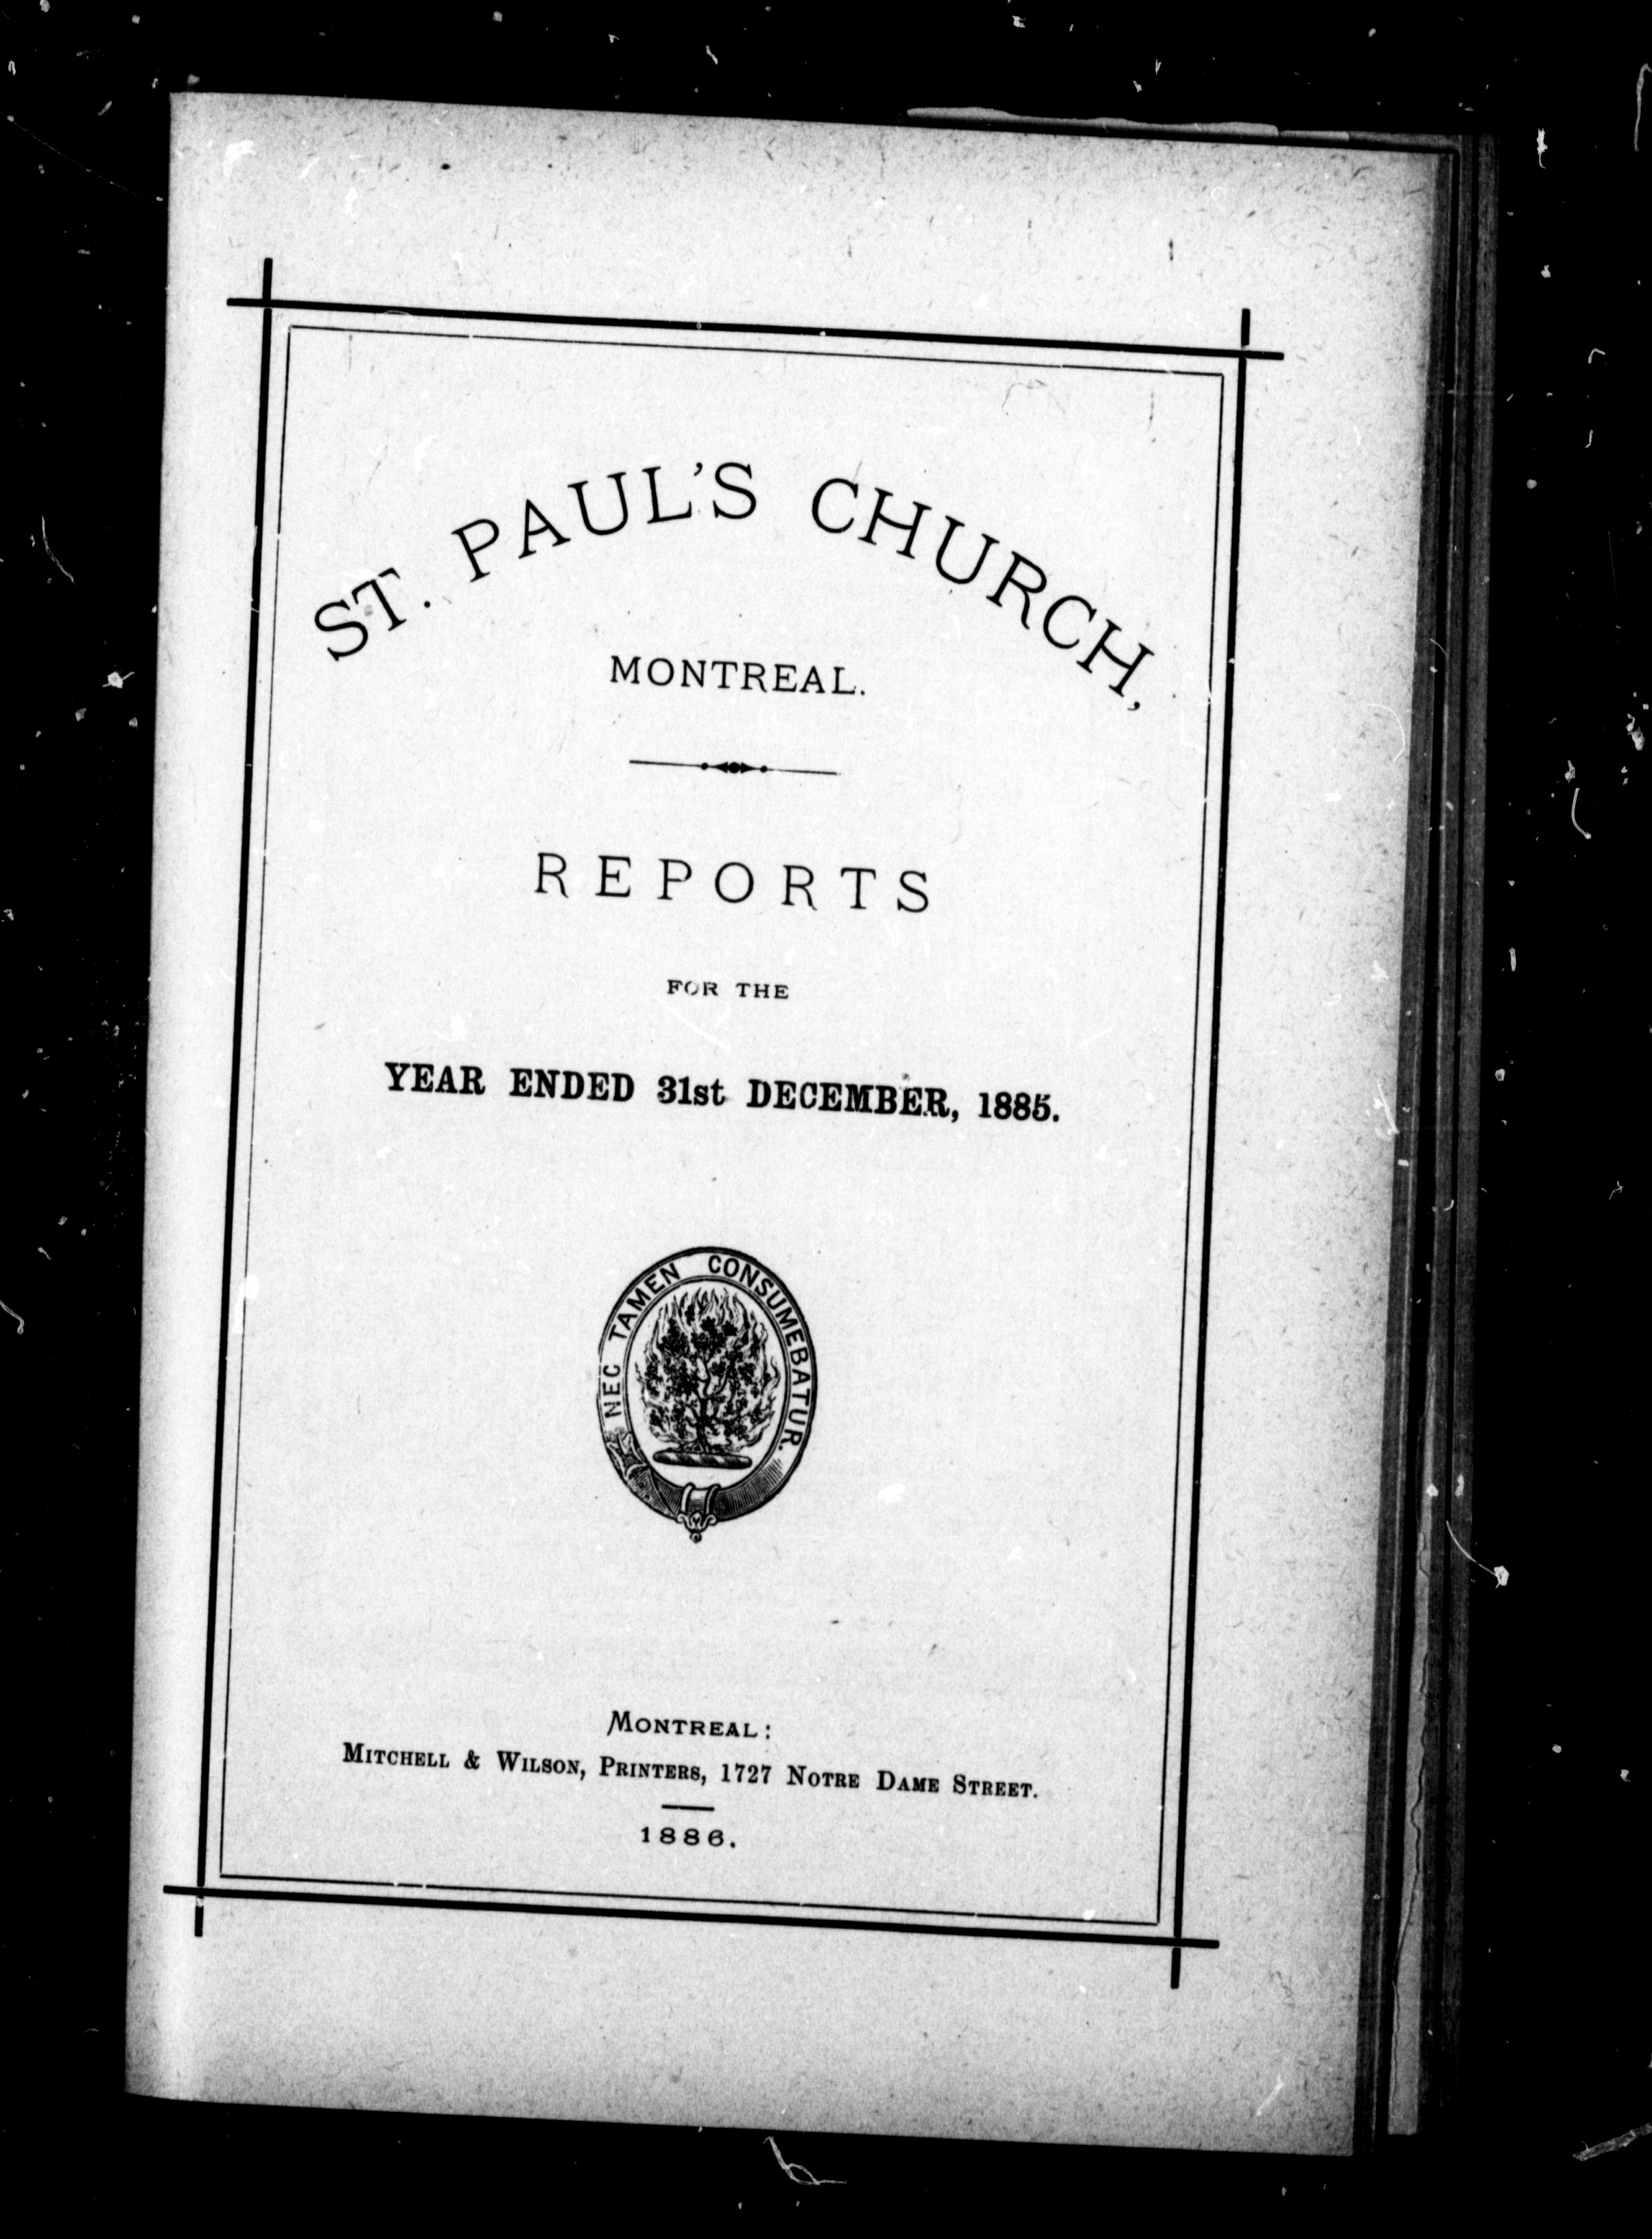 ST. PAUL'S CHURCH,
MONTREAL.
REPORTS
FOR THE
YEAR ENDED 31st DECEMBER, 1885.
NEC TAMEN CONSUMEBATUR.
MONTREAL:
MITCHELL & WILSON, PRINTERS, 1727 NOTRE DAME STREET.
1886.